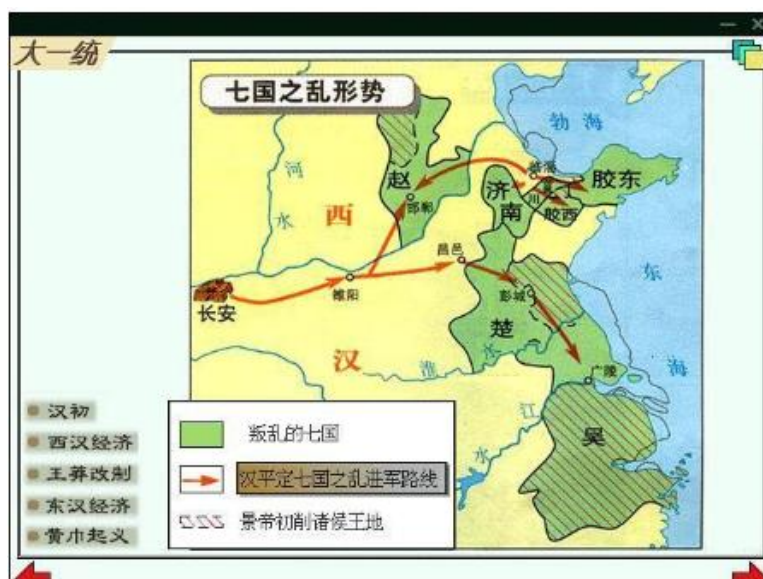 大一统
七国之乱形势
勃海
河
水
赵
邯郸
西
济
南
川
胶东
胶西
昌邑
东
海
长安
彭城
楚
汉
淮
水
广陵
江
水
吴
汉初
西汉经济
王莽改制
东汉经济
黄巾起义
叛乱的七国
汉平定七国之乱进军路线
景帝初削诸侯王地